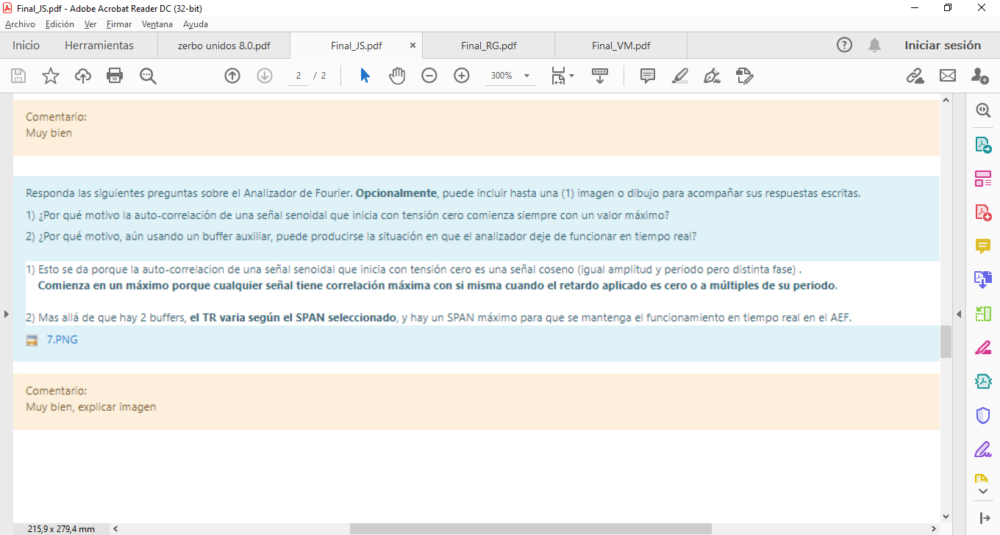 Final_JS.pdf - Adobe Acrobat Reader DC (32-bit)
Archivo Edición Ver Firmar Ventana Ayuda
Inicio Herramientas zerbo unidos 8.0.pdf Final_JS.pdf × Final_RG.pdf Final_VM.pdf Iniciar sesión
2 / 2 300%
Comentario:
Muy bien
Responda las siguientes preguntas sobre el Analizador de Fourier. Opcionalmente, puede incluir hasta una (1) imagen o dibujo para acompañar sus respuestas escritas.
1) ¿Por qué motivo la auto-correlación de una señal senoidal que inicia con tensión cero comienza siempre con un valor máximo?
2) ¿Por qué motivo, aún usando un buffer auxiliar, puede producirse la situación en que el analizador deje de funcionar en tiempo real?
1) Esto se da porque la auto-correlacion de una señal senoidal que inicia con tensión cero es una señal coseno (igual amplitud y periodo pero distinta fase) .
Comienza en un máximo porque cualquier señal tiene correlación máxima con si misma cuando el retardo aplicado es cero o a múltiples de su periodo.
2) Mas allá de que hay 2 buffers, el TR varia según el SPAN seleccionado, y hay un SPAN máximo para que se mantenga el funcionamiento en tiempo real en el AEF.
7.PNG
Comentario:
Muy bien, explicar imagen
215,9 x 279,4 mm